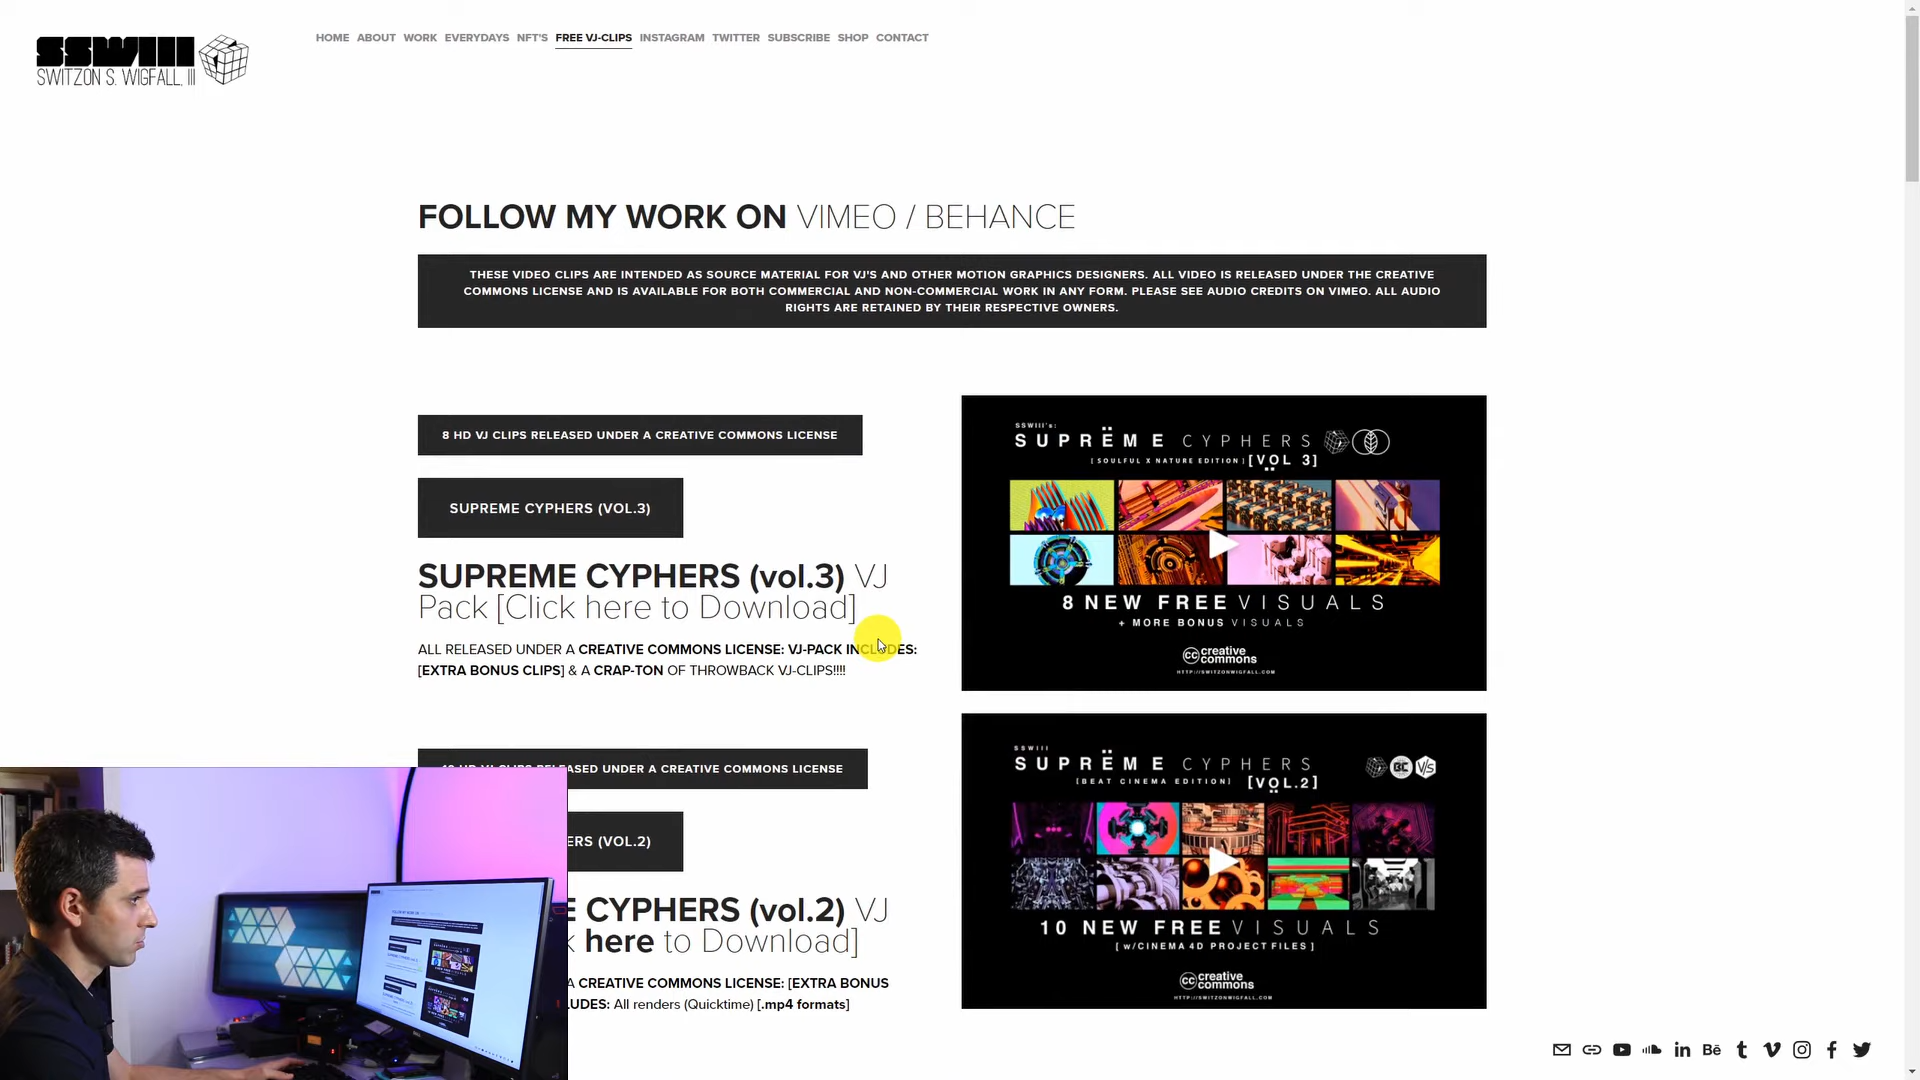 SSWIII
SWITZON S. WIGFALL, III
HOME ABOUT WORK EVERYDAYS NFT'S FREE VJ-CLIPS INSTAGRAM TWITTER SUBSCRIBE SHOP CONTACT
FOLLOW MY WORK ON VIMEO / BEHANCE
THESE VIDEO CLIPS ARE INTENDED AS SOURCE MATERIAL FOR VJ'S AND OTHER MOTION GRAPHICS DESIGNERS. ALL VIDEO IS RELEASED UNDER THE CREATIVE
COMMONS LICENSE AND IS AVAILABLE FOR BOTH COMMERCIAL AND NON-COMMERCIAL WORK IN ANY FORM. PLEASE SEE AUDIO CREDITS ON VIMEO. ALL AUDIO
RIGHTS ARE RETAINED BY THEIR RESPECTIVE OWNERS.
8 HD VJ CLIPS RELEASED UNDER A CREATIVE COMMONS LICENSE
SUPREME CYPHERS (VOL.3)
SUPREME CYPHERS (vol.3) VJ
Pack [Click here to Download]
ALL RELEASED UNDER A CREATIVE COMMONS LICENSE: VJ-PACK INCLUDES:
[EXTRA BONUS CLIPS] & A CRAP-TON OF THROWBACK VJ-CLIPS!!!!
SSWIII's:
SUPRËME CYPHERS
[ SOULFUL X NATURE EDITION ] [VOL 3]
8 NEW FREE VISUALS
+ MORE BONUS VISUALS
cc creative
commons
HTTP://SWITZONWIGFALL.COM
RELEASED UNDER A CREATIVE COMMONS LICENSE
(VOL.2)
CYPHERS (vol.2) VJ
here to Download]
A CREATIVE COMMONS LICENSE: [EXTRA BONUS
All renders (Quicktime) [.mp4 formats]
SSWIII
SUPRËME CYPHERS
[BEAT CINEMA EDITION] [VOL.2]
BC V/S
10 NEW FREE VISUALS
[ w/CINEMA 4D PROJECT FILES ]
cc creative
commons
HTTP://SWITZONWIGFALL.COM